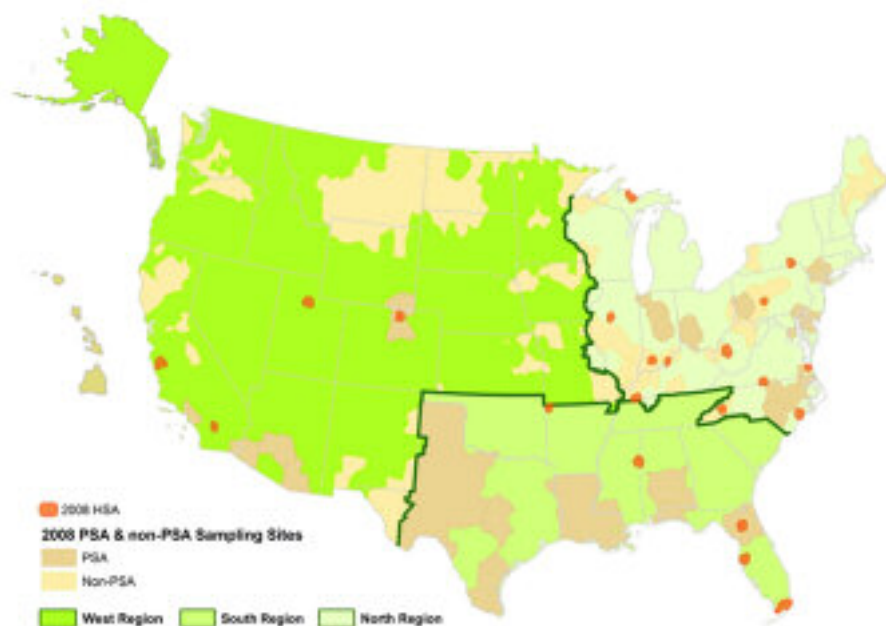 2008 HSA
2008 PSA & non-PSA Sampling Sites
PSA
Non-PSA
West Region South Region North Region